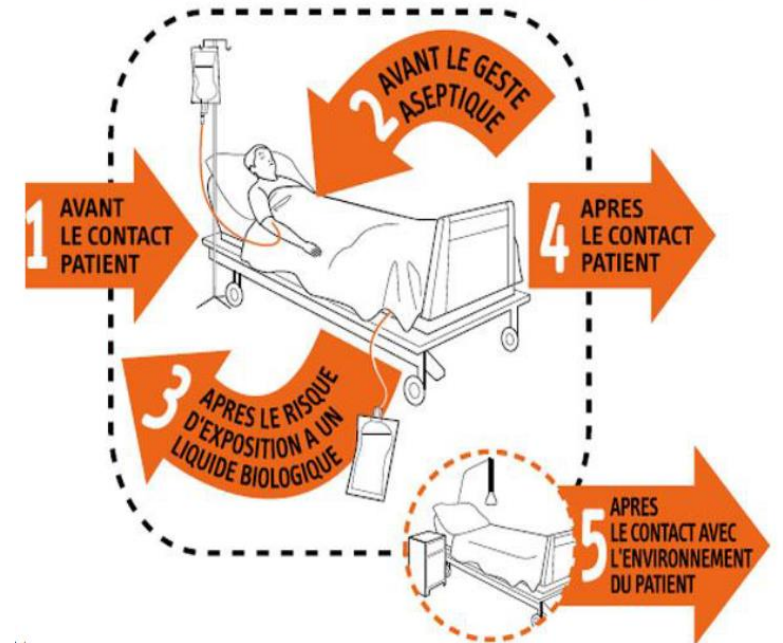 1
AVANT
LE CONTACT
PATIENT
2
AVANT LE GESTE
ASEPTIQUE
3
APRES LE RISQUE
D'EXPOSITION A UN
LIQUIDE BIOLOGIQUE
4
APRES
LE CONTACT
PATIENT
5
APRES
LE CONTACT AVEC
L'ENVIRONNEMENT
DU PATIENT